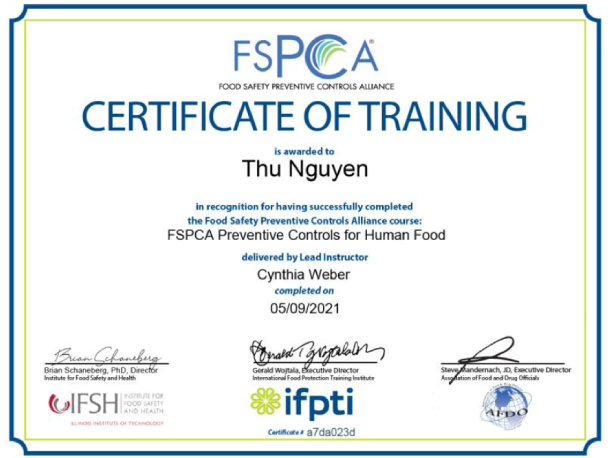 FSPCA®
FOOD SAFETY PREVENTIVE CONTROLS ALLIANCE
CERTIFICATE OF TRAINING
is awarded to
Thu Nguyen
in recognition for having successfully completed
the Food Safety Preventive Controls Alliance course:
FSPCA Preventive Controls for Human Food
delivered by Lead Instructor
Cynthia Weber
completed on
05/09/2021
Brian Schaneberg
Brian Schaneberg, PhD, Director
Institute for Food Safety and Health
Gerald Wojtala, Executive Director
International Food Protection Training Institute
Steve Mandernach, JD, Executive Director
Association of Food and Drug Officials
IFSH
INSTITUTE FOR
FOOD SAFETY
AND HEALTH
ILLINOIS INSTITUTE OF TECHNOLOGY
ifpti
AFDO
Certificate # a7da023d